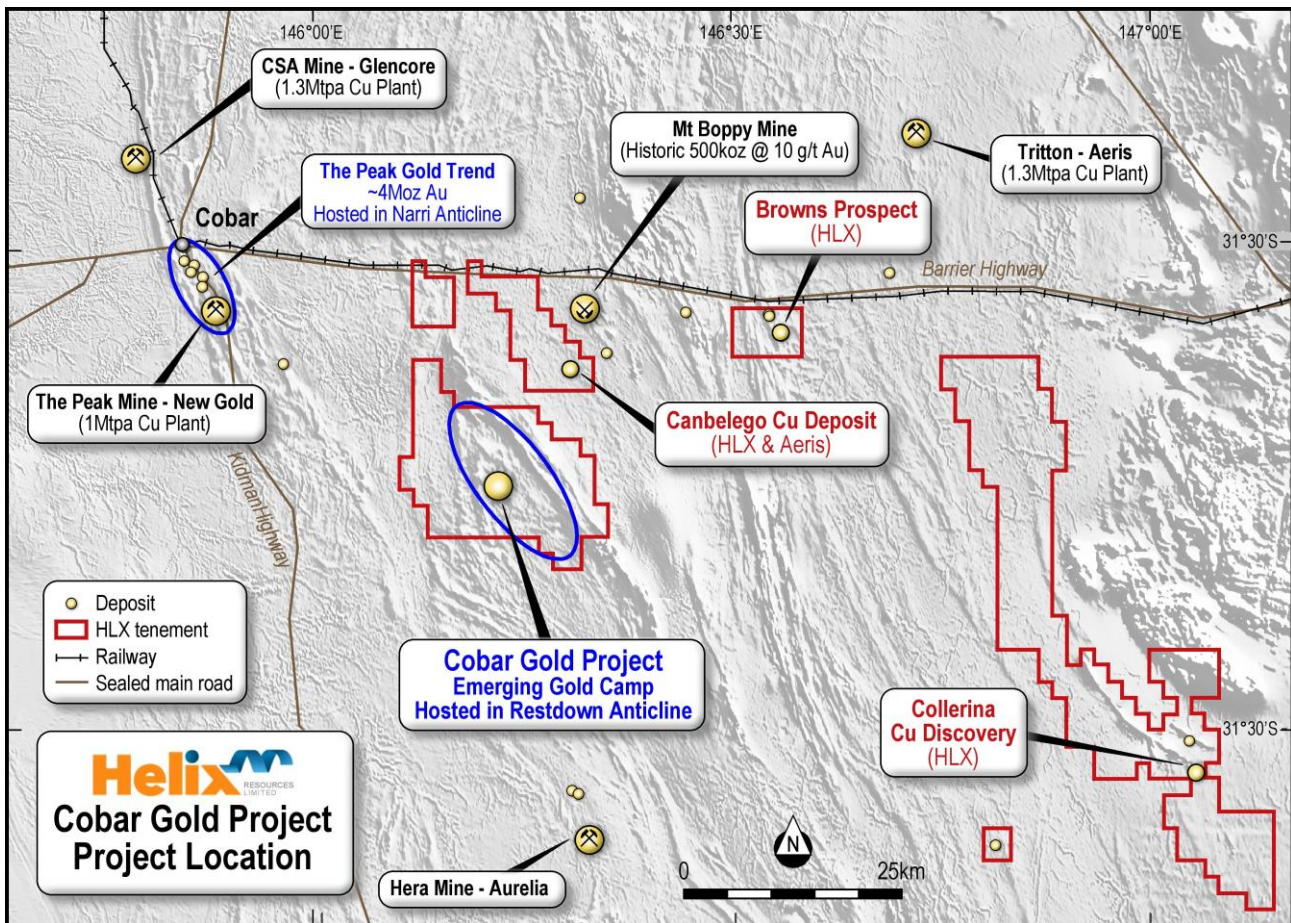 146°00'E
146°30'E
147°00'E
CSA Mine - Glencore
(1.3Mtpa Cu Plant)
The Peak Gold Trend
~4Moz Au
Hosted in Narri Anticline
Mt Boppy Mine
(Historic 500koz @ 10 g/t Au)
Tritton - Aeris
(1.3Mtpa Cu Plant)
Cobar
Browns Prospect
(HLX)
31°30'S
Barrier Highway
The Peak Mine - New Gold
(1Mtpa Cu Plant)
Canbelego Cu Deposit
(HLX & Aeris)
KidmanHighway
Deposit
HLX tenement
Railway
Sealed main road
Cobar Gold Project
Emerging Gold Camp
Hosted in Restdown Anticline
Collerina
Cu Discovery
(HLX)
31°30'S
Helix
RESOURCES
LIMITED
Cobar Gold Project
Project Location
Hera Mine - Aurelia
N
0
25km